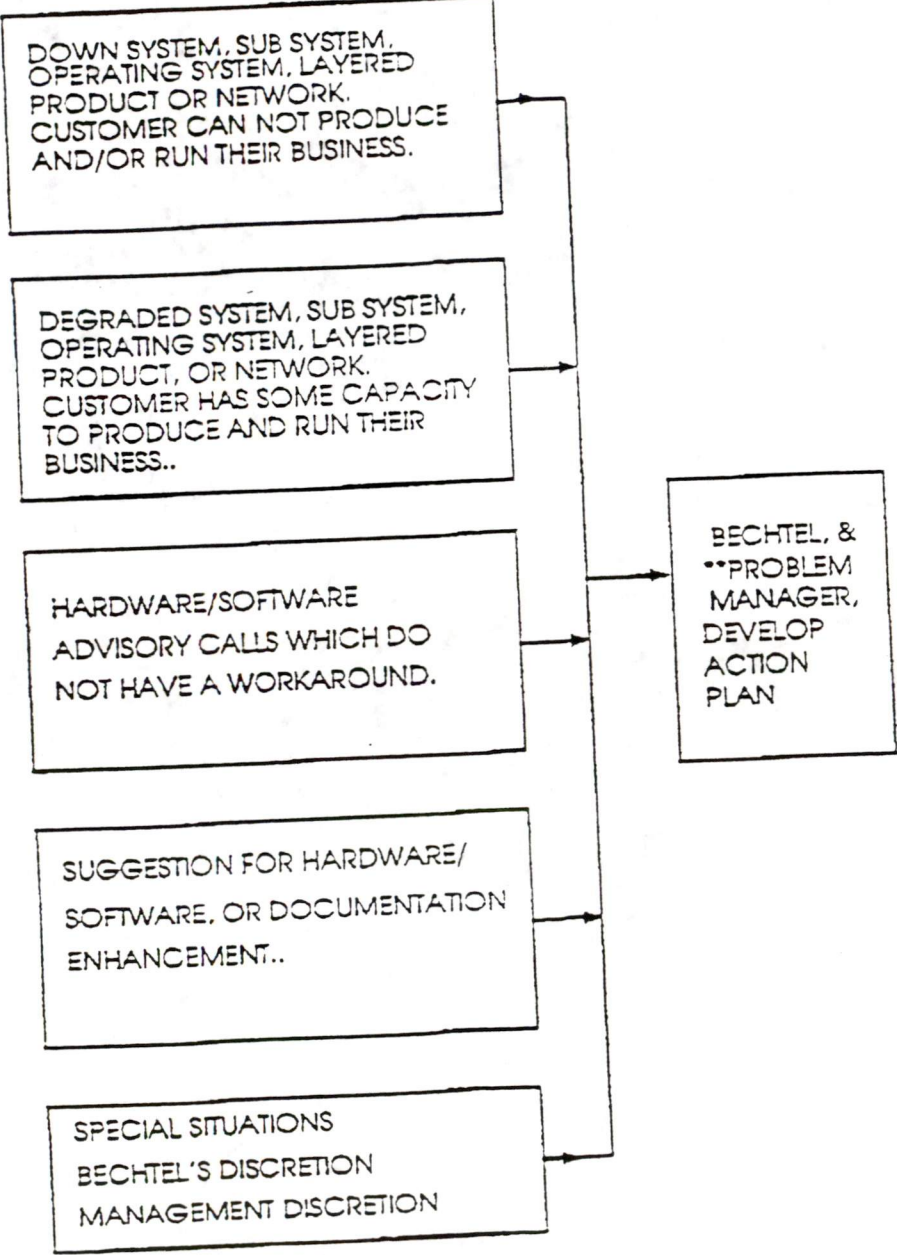 DOWN SYSTEM, SUB SYSTEM,
OPERATING SYSTEM, LAYERED
PRODUCT OR NETWORK.
CUSTOMER CAN NOT PRODUCE
AND/OR RUN THEIR BUSINESS.
DEGRADED SYSTEM, SUB SYSTEM,
OPERATING SYSTEM, LAYERED
PRODUCT, OR NETWORK.
CUSTOMER HAS SOME CAPACITY
TO PRODUCE AND RUN THEIR
BUSINESS..
HARDWARE/SOFTWARE
ADVISORY CALLS WHICH DO
NOT HAVE A WORKAROUND.
SUGGESTION FOR HARDWARE/
SOFTWARE, OR DOCUMENTATION
ENHANCEMENT..
SPECIAL SITUATIONS
BECHTEL'S DISCRETION
MANAGEMENT DISCRETION
BECHTEL, &
**PROBLEM
MANAGER,
DEVELOP
ACTION
PLAN